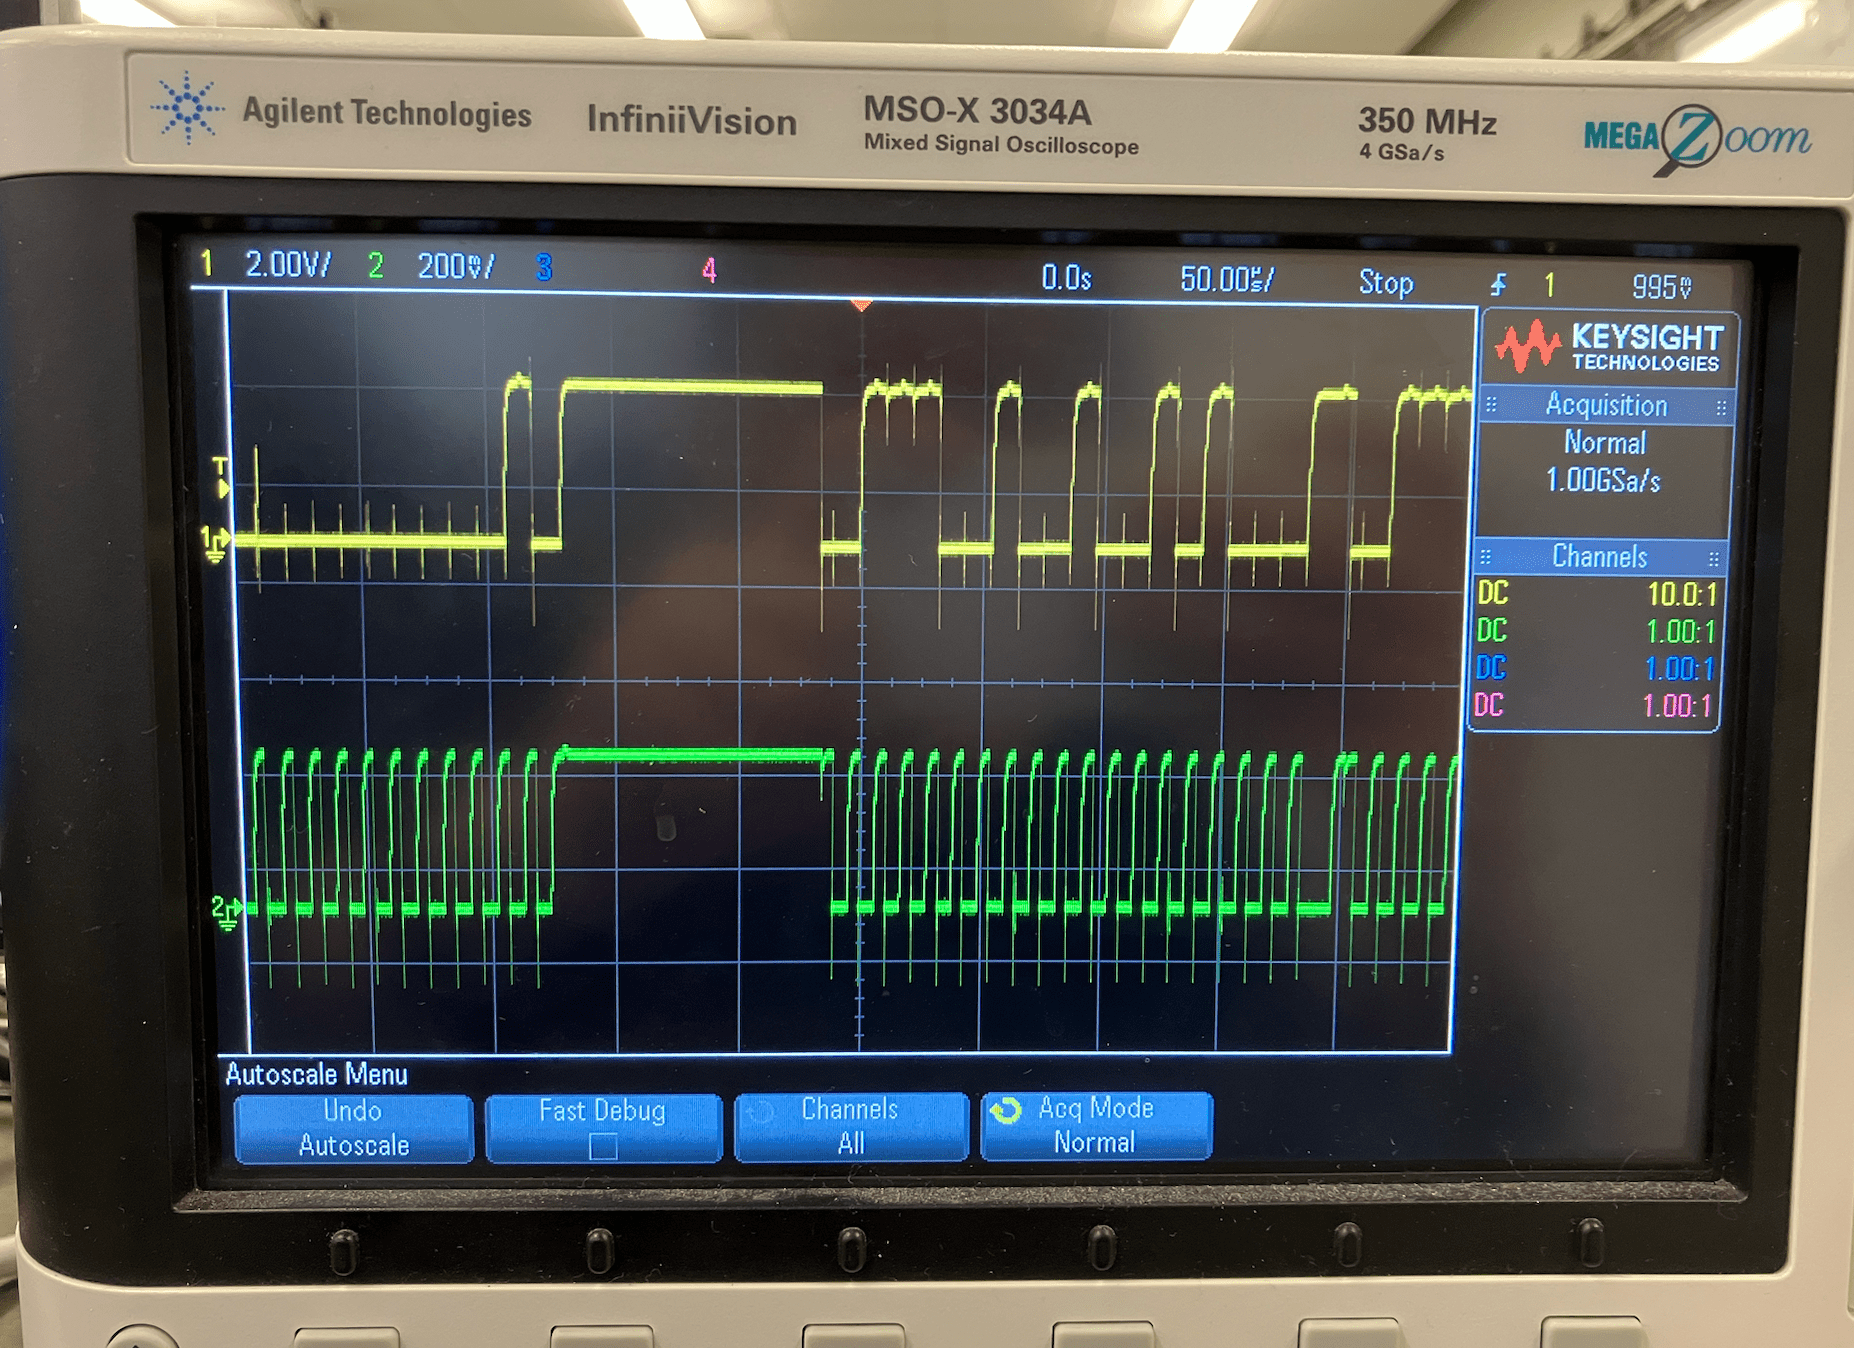 Agilent Technologies InfiniiVision MSO-X 3034A 350 MHz MEGA Zoom
Mixed Signal Oscilloscope 4 GSa/s
1 2.00V/ 2 200mV/ 3 4 0.0s 50.00µs/ Stop 1 995mV
KEYSIGHT
TECHNOLOGIES
Acquisition
Normal
1.00GSa/s
Channels
DC 10.0:1
DC 1.00:1
DC 1.00:1
DC 1.00:1
T
1
2
Autoscale Menu
Undo
Autoscale
Fast Debug
Channels
All
Acq Mode
Normal